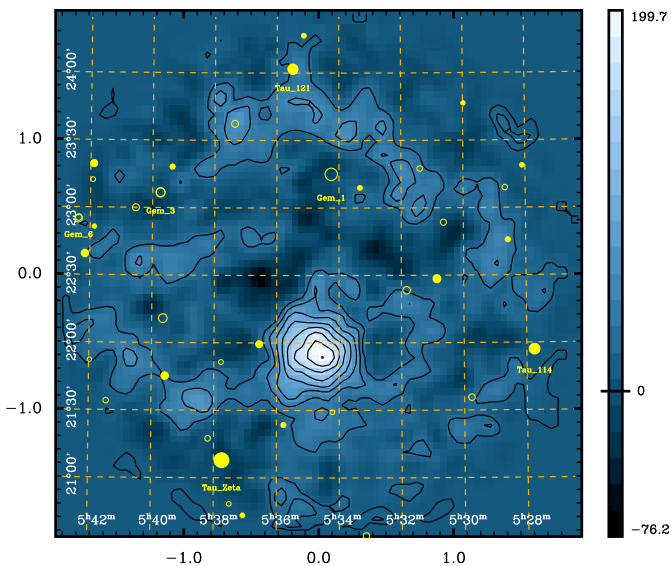 199.7
24°00'
Tau_121
1.0
23°30'
Gem_1
Gem_3
23°00'
Gem_6
0.0
22°30'
22°00'
Tau_114
0
−1.0
21°30'
21°00'
Tau_Zeta
5h42m 5h40m 5h38m 5h36m 5h34m 5h32m 5h30m 5h28m
−76.2
−1.0 0.0 1.0